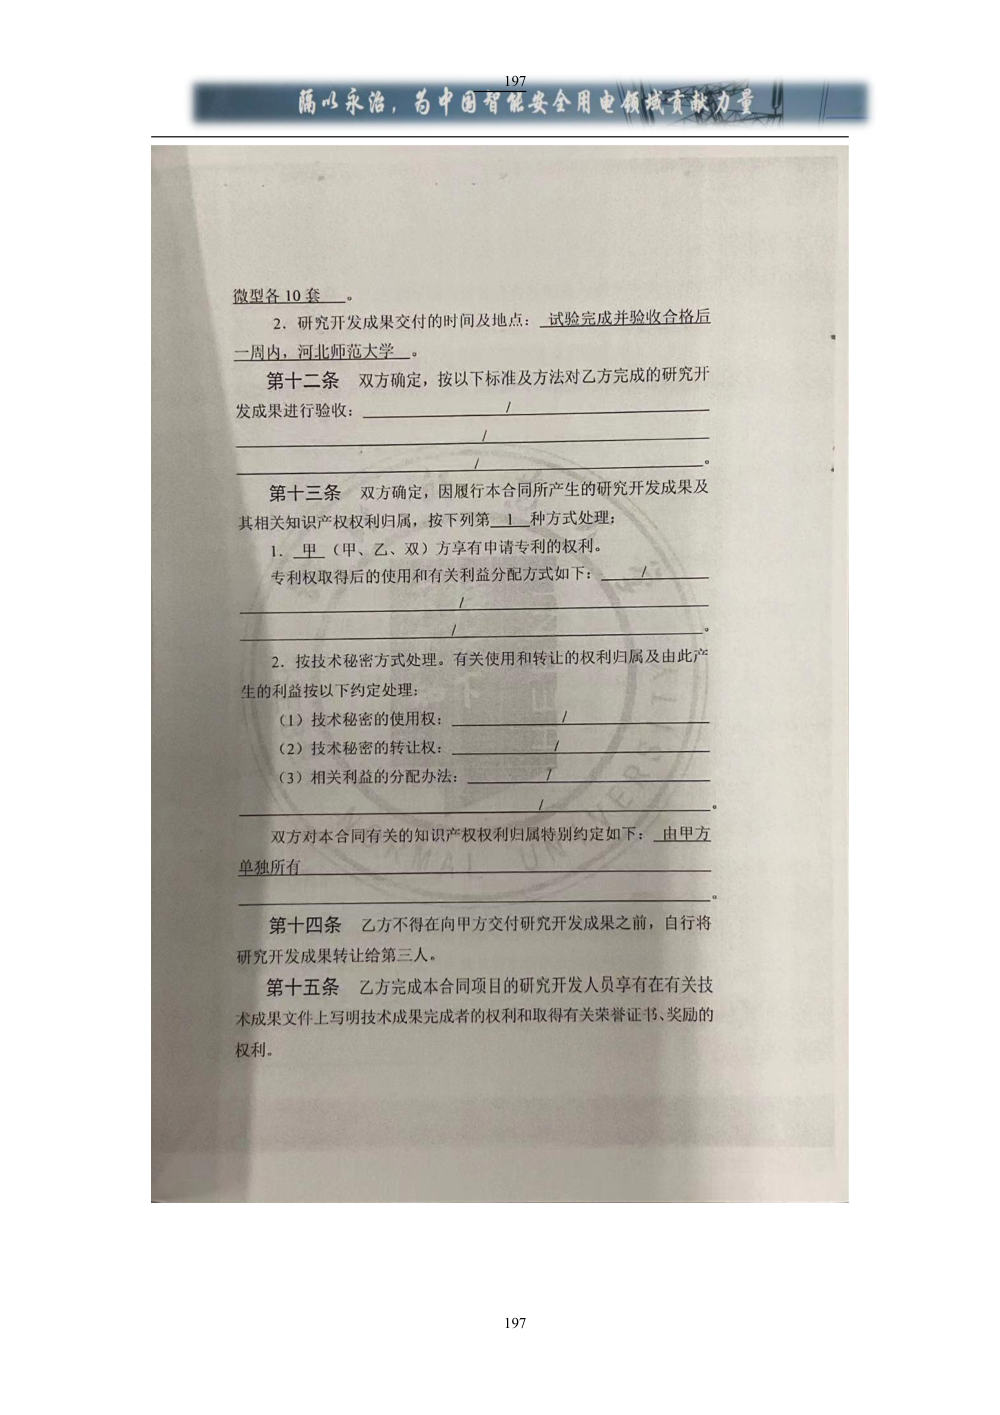 197
隔以永治，为中国智能安全用电领域贡献力量
微型各10套 。
2．研究开发成果交付的时间及地点： 试验完成并验收合格后
一周内，河北师范大学 。
第十二条 双方确定，按以下标准及方法对乙方完成的研究开
发成果进行验收： /
/
/ 。
第十三条 双方确定，因履行本合同所产生的研究开发成果及
其相关知识产权权利归属，按下列第 1 种方式处理；
1． 甲 （甲、乙、双）方享有申请专利的权利。
专利权取得后的使用和有关利益分配方式如下： /
/
/ 。
2．按技术秘密方式处理。有关使用和转让的权利归属及由此产
生的利益按以下约定处理；
（1）技术秘密的使用权： /
（2）技术秘密的转让权： /
（3）相关利益的分配办法： /
/ 。
双方对本合同有关的知识产权权利归属特别约定如下： 由甲方
单独所有
。
第十四条 乙方不得在向甲方交付研究开发成果之前，自行将
研究开发成果转让给第三人。
第十五条 乙方完成本合同项目的研究开发人员享有在有关技
术成果文件上写明技术成果完成者的权利和取得有关荣誉证书、奖励的
权利。
NORMAL UNIVERSITY
197